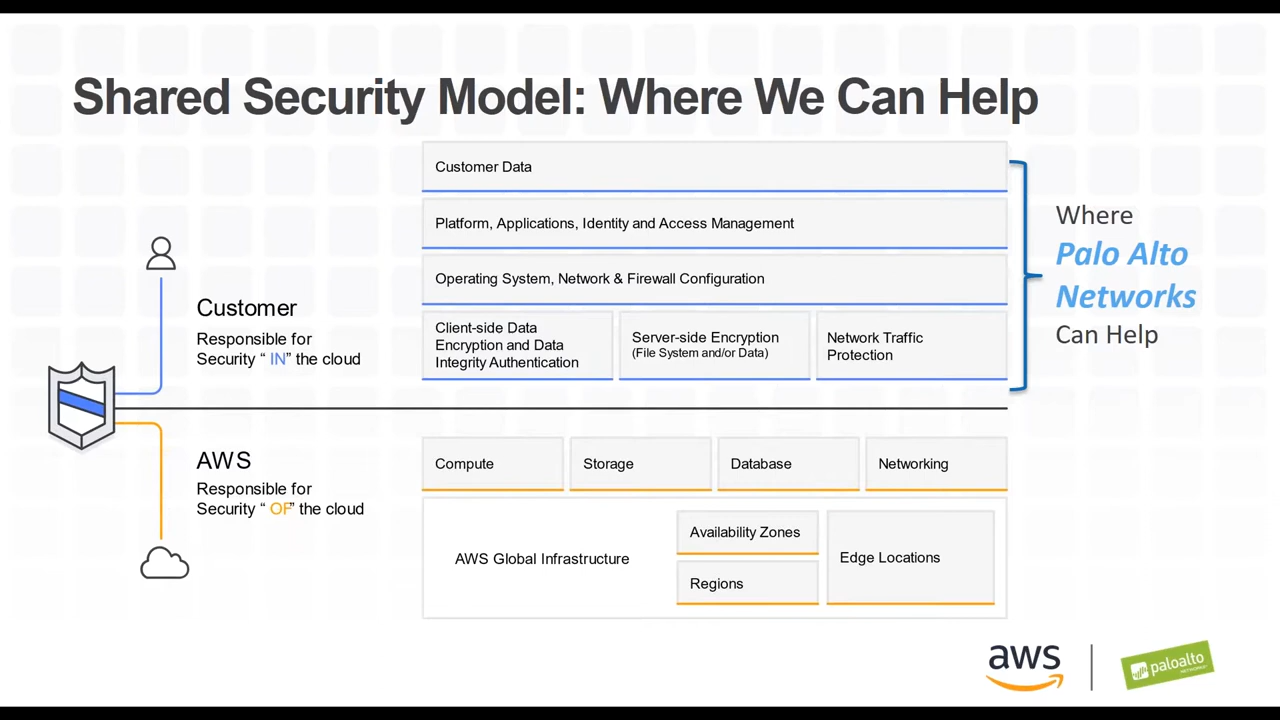 Shared Security Model: Where We Can Help
Customer
Responsible for
Security “ IN” the cloud
Customer Data
Platform, Applications, Identity and Access Management
Operating System, Network & Firewall Configuration
Client-side Data
Encryption and Data
Integrity Authentication
Server-side Encryption
(File System and/or Data)
Network Traffic
Protection
Where
Palo Alto
Networks
Can Help
AWS
Responsible for
Security “ OF” the cloud
Compute
Storage
Database
Networking
AWS Global Infrastructure
Availability Zones
Regions
Edge Locations
aws
paloalto